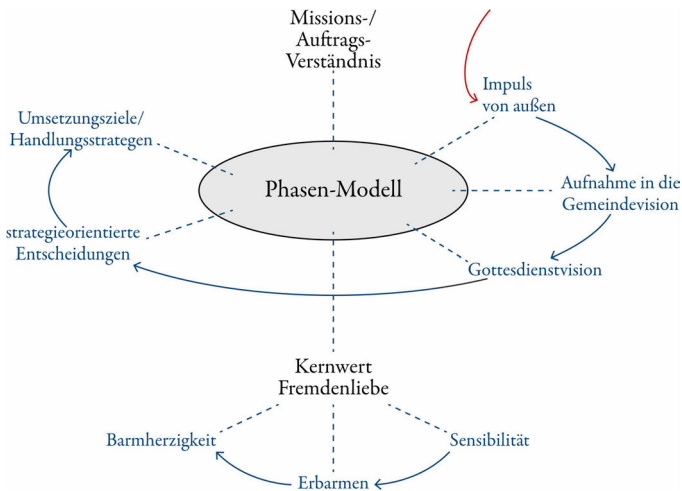 Missions-/
Auftrags-
Verständnis
Impuls
von außen
Umsetzungsziele/
Handlungsstrategen
Phasen-Modell
Aufnahme in die
Gemeindevision
strategieorientierte
Entscheidungen
Gottesdienstvision
Kernwert
Fremdenliebe
Barmherzigkeit
Sensibilität
Erbarmen